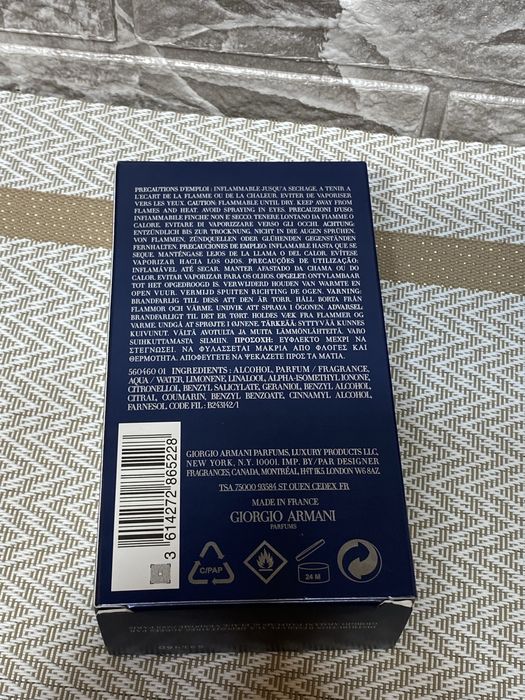 PRECAUTIONS D'EMPLOI : INFLAMMABLE JUSQU'A SECHAGE. A TENIR A
L'ECART DE LA FLAMME OU DE LA CHALEUR. EVITER DE VAPORISER
VERS LES YEUX. CAUTION: FLAMMABLE UNTIL DRY. KEEP AWAY FROM
FLAMES AND HEAT. AVOID SPRAYING IN EYES. PRECAUZIONI D'USO:
INFIAMMABILE FINCHÉ NON È SECCO. TENERE LONTANO DA FIAMME O
CALORE. EVITARE DI VAPORIZZARE VERSO GLI OCCHI. ACHTUNG:
ENTZÜNDLICH BIS ZUR TROCKNUNG. NICHT IN DIE AUGEN SPRÜHEN.
VON FLAMMEN, ZÜNDQUELLEN ODER GLÜHENDEN GEGENSTÄNDEN
FERNHALTEN. PRECAUCIONES DE EMPLEO: INFLAMABLE HASTA QUE SE
SEQUE. MANTÉNGASE LEJOS DE LA LLAMA O DEL CALOR. EVÍTESE
VAPORIZAR HACIA LOS OJOS. PRECAUÇÕES DE UTILIZAÇÃO:
INFLAMÁVEL ATÉ SECAR. MANTER AFASTADO DA CHAMA OU DO
CALOR. EVITAR VAPORIZAR PARA OS OLHOS. OPGELET: ONTVLAMBAAR
TOT HET OPGEDROOGD IS. VERWIJDERD HOUDEN VAN WARMTE EN
OPEN VUUR. VERMIJD SPUITEN RICHTING DE OGEN. VARNING:
BRANDFARLIG TILL DESS ATT DEN ÄR TORR. HÅLL BORTA FRÅN
FLAMMOR OCH VÄRME. UNDVIK ATT SPRAYA I ÖGONEN. ADVARSEL:
BRANDFARLIGT TIL DET ER TØRT. HOLDES VÆK FRA FLAMMER OG
VARME. UNDGÅ AT SPRØJTE I ØJNENE. TÄRKEÄÄ: SYTTYVÄÄ KUNNES
KUIVUNUT. VÄLTÄ AVOTULTA JA MUITA LÄMMÖNLÄHTEITÄ. VARO
SUIHKUTTAMASTA SILMIIN. ΠΡΟΣΟΧΗ: ΕΥΦΛΕΚΤΟ ΜΕΧΡΙ ΝΑ
ΣΤΕΓΝΩΣΕΙ. ΝΑ ΦΥΛΑΣΣΕΤΑΙ ΜΑΚΡΙΑ ΑΠΟ ΦΛΟΓΕΣ ΚΑΙ
ΘΕΡΜΟΤΗΤΑ. ΑΠΟΦΕΥΓΕΤΕ ΝΑ ΨΕΚΑΖΕΤΕ ΠΡΟΣ ΤΑ ΜΑΤΙΑ.
560460 01 INGREDIENTS : ALCOHOL, PARFUM / FRAGRANCE,
AQUA / WATER, LIMONENE, LINALOOL, ALPHA-ISOMETHYL IONONE,
CITRONELLOL, BENZYL SALICYLATE, GERANIOL, BENZYL ALCOHOL,
CITRAL, COUMARIN, BENZYL BENZOATE, CINNAMYL ALCOHOL,
FARNESOL. CODE FIL : B243142/1
3 614272 865228
GIORGIO ARMANI PARFUMS, LUXURY PRODUCTS LLC,
NEW YORK, N.Y. 10001. IMP. BY/PAR DESIGNER
FRAGRANCES, CANADA, MONTRÉAL, H4T 1K5. LONDON W6 8AZ.
TSA 75000 93584 ST OUEN CEDEX FR
MADE IN FRANCE
GIORGIO ARMANI
PARFUMS
C/PAP
24 M